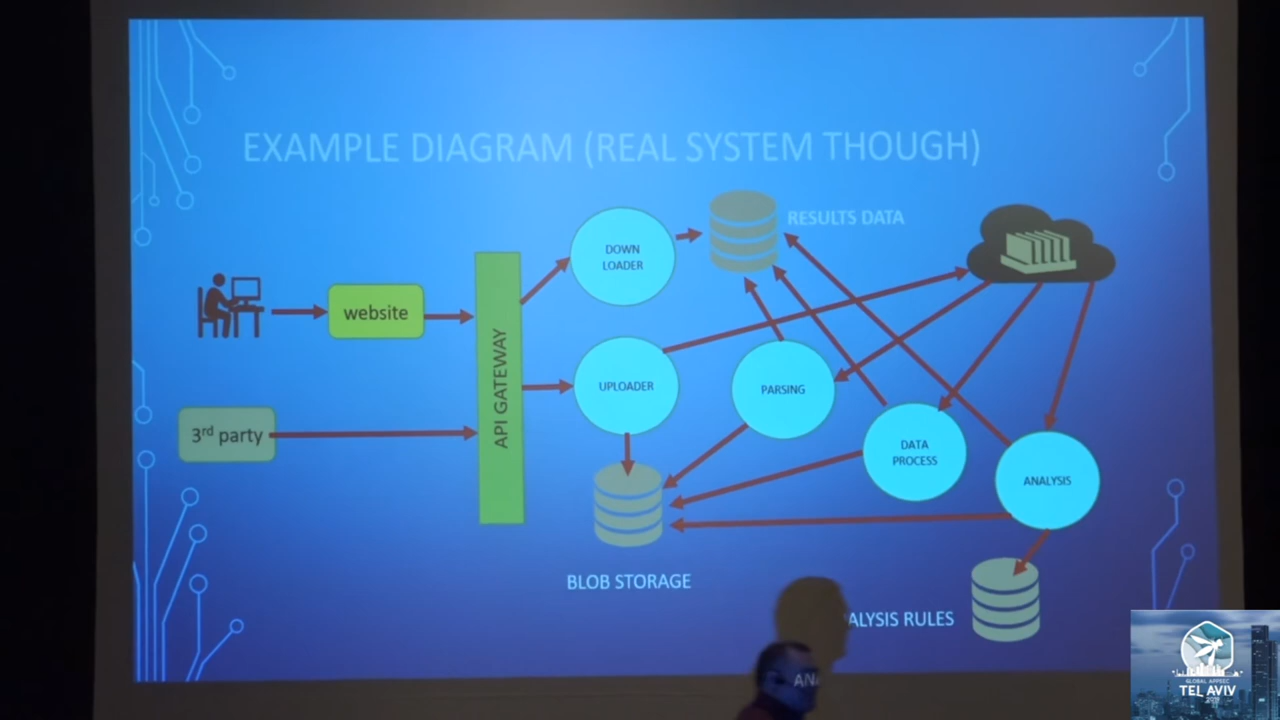 EXAMPLE DIAGRAM (REAL SYSTEM THOUGH)
RESULTS DATA
DOWN
LOADER
website
API GATEWAY
UPLOADER
PARSING
3rd party
DATA
PROCESS
ANALYSIS
BLOB STORAGE
ALYSIS RULES
AN
GLOBAL APPSEC
TEL AVIV